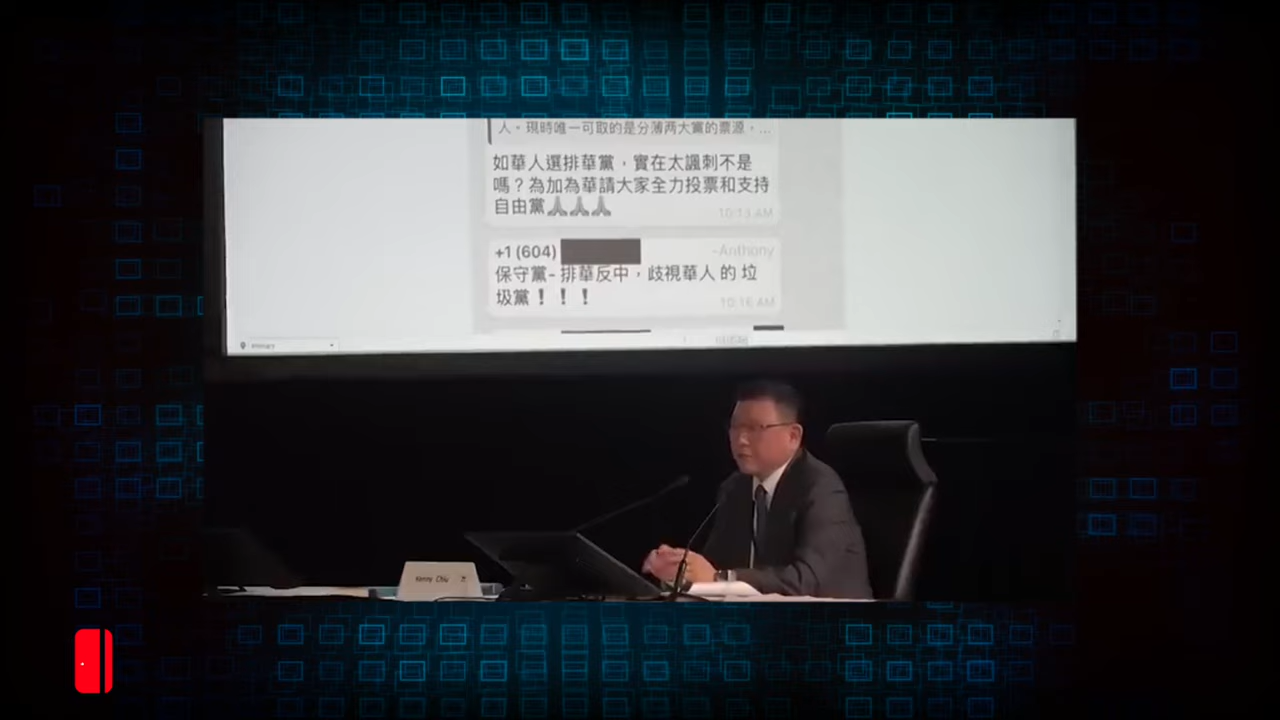 人。現時唯一可取的是分薄两大黨的票源，...
如華人選排華黨，實在太諷刺不是
嗎？為加為華請大家全力投票和支持
自由黨🙏🙏🙏
10:13 AM
+1 (604)
~Anthony
保守黨- 排華反中，歧視華人 的 垃
圾黨！！！
10:16 AM
Kenny Chiu